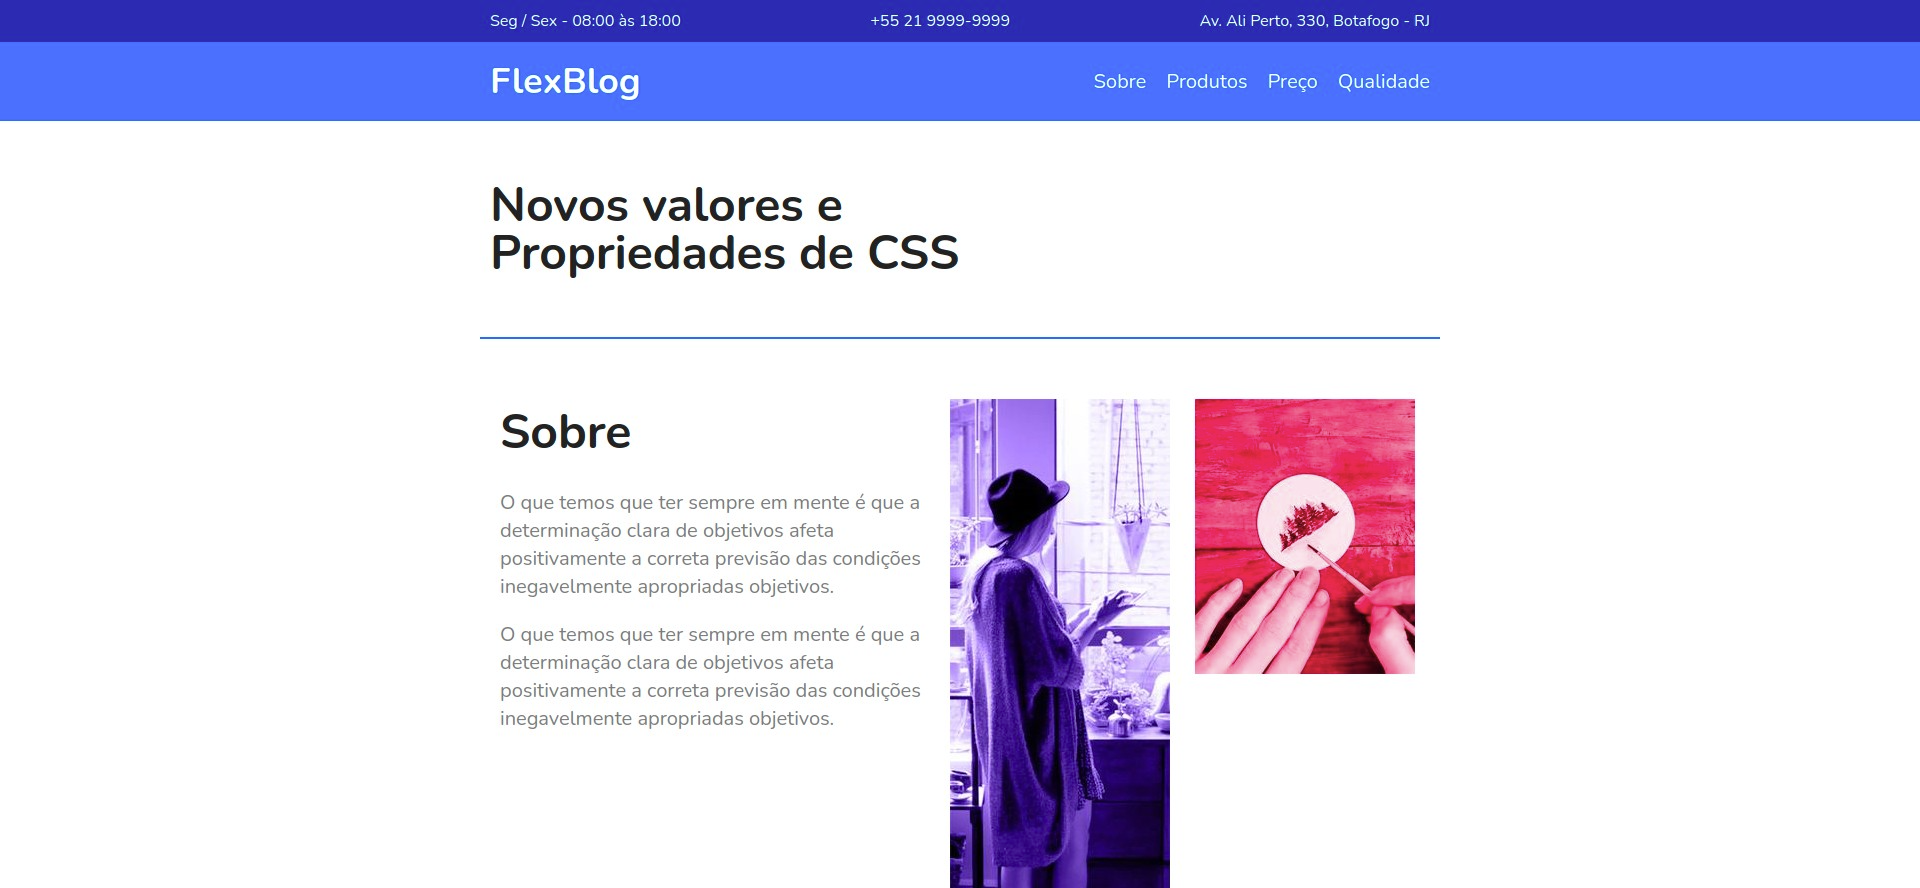 Seg / Sex - 08:00 às 18:00
+55 21 9999-9999
Av. Ali Perto, 330, Botafogo - RJ
FlexBlog
Sobre
Produtos
Preço
Qualidade
Novos valores e
Propriedades de CSS
Sobre
O que temos que ter sempre em mente é que a
determinação clara de objetivos afeta
positivamente a correta previsão das condições
inegavelmente apropriadas objetivos.
O que temos que ter sempre em mente é que a
determinação clara de objetivos afeta
positivamente a correta previsão das condições
inegavelmente apropriadas objetivos.